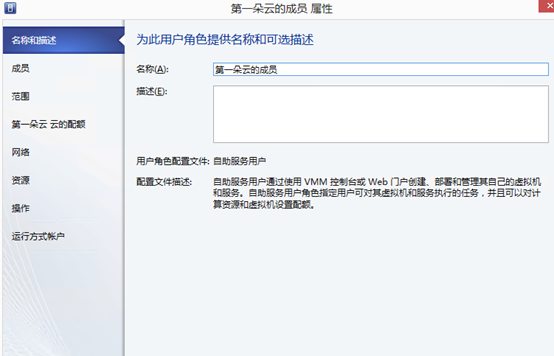 第一朵云的成员 属性
名称和描述
成员
范围
第一朵云 云的配额
网络
资源
操作
运行方式帐户
为此用户角色提供名称和可选描述
名称(A):
第一朵云的成员
描述(E):
用户角色配置文件: 自助服务用户
配置文件描述:
自助服务用户通过使用 VMM 控制台或 Web 门户创建、部署和管理其自己的虚拟机
和服务。自助服务用户角色指定用户可对其虚拟机和服务执行的任务，并且可以对计
算资源和虚拟机设置配额。